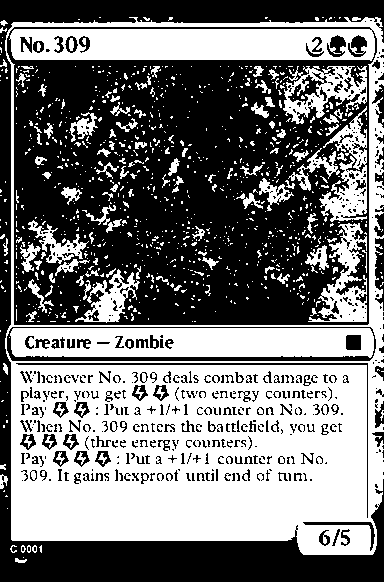 No. 309
2
Creature — Zombie
Whenever No. 309 deals combat damage to a
player, you get (two energy counters).
Pay : Put a +1/+1 counter on No. 309.
When No. 309 enters the battlefield, you get
(three energy counters).
Pay : Put a +1/+1 counter on No.
309. It gains hexproof until end of turn.
6/5
C 0001